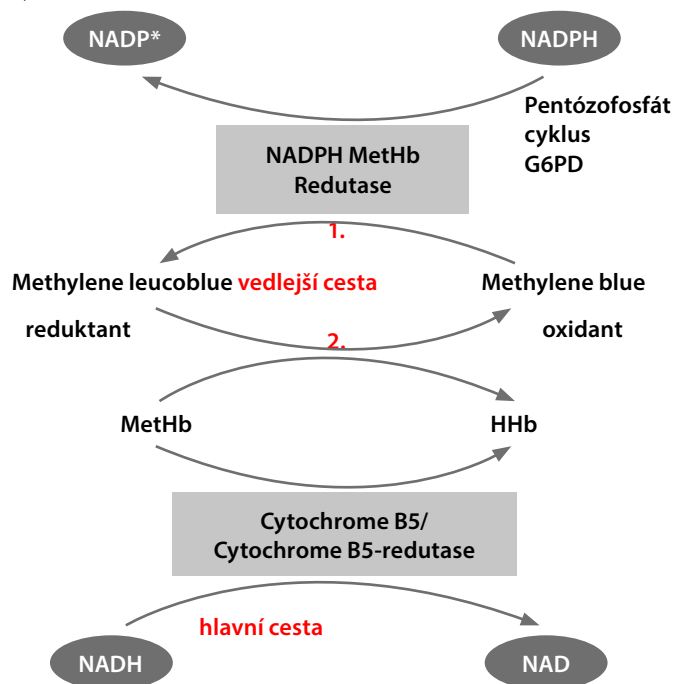 NADP*
NADPH
Pentózofosfát
cyklus
G6PD
NADPH MetHb
Redutase
1.
Methylene leucoblue vedlejší cesta
Methylene blue
reduktant
oxidant
2.
MetHb
HHb
Cytochrome B5/
Cytochrome B5-redutase
hlavní cesta
NADH
NAD